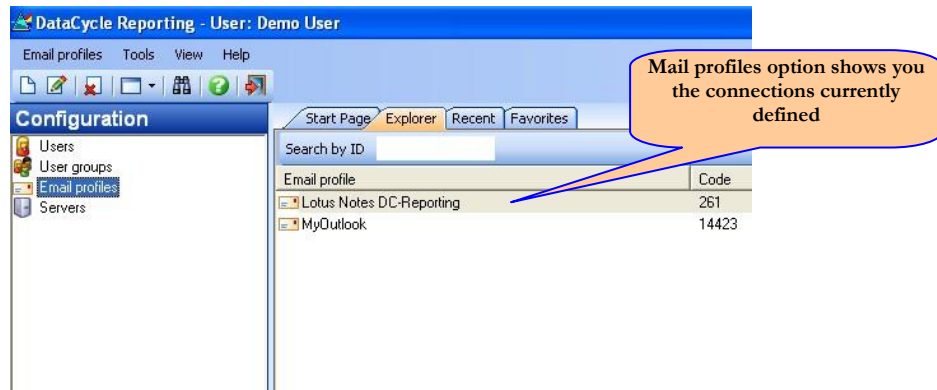 DataCycle Reporting - User: Demo User
Email profiles Tools View Help
Mail profiles option shows you
the connections currently
defined
Configuration
Start Page Explorer Recent Favorites
Users
User groups
Email profiles
Servers
Search by ID
Email profile Code
Lotus Notes DC-Reporting 261
MyOutlook 14423